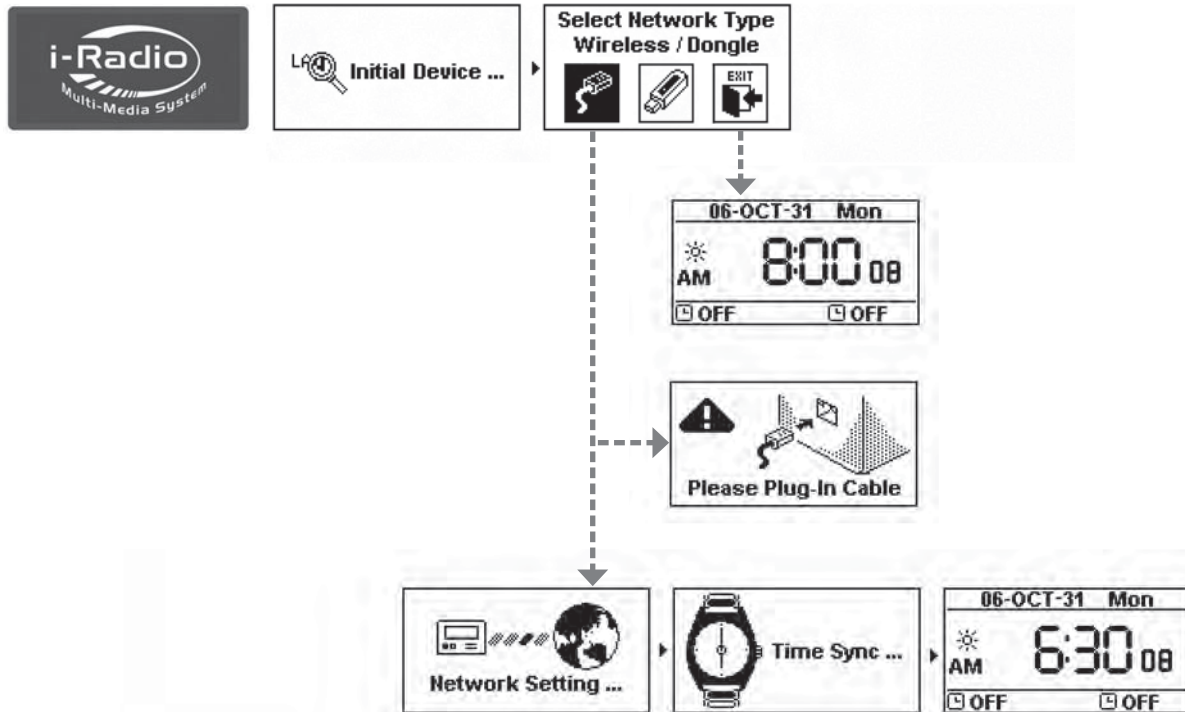 i-Radio
Multi-Media System
Initial Device ...
Select Network Type
Wireless / Dongle
EXIT
06-OCT-31 Mon
AM 8:00 08
OFF OFF
Please Plug-In Cable
Network Setting ...
Time Sync ...
06-OCT-31 Mon
AM 6:30 08
OFF OFF